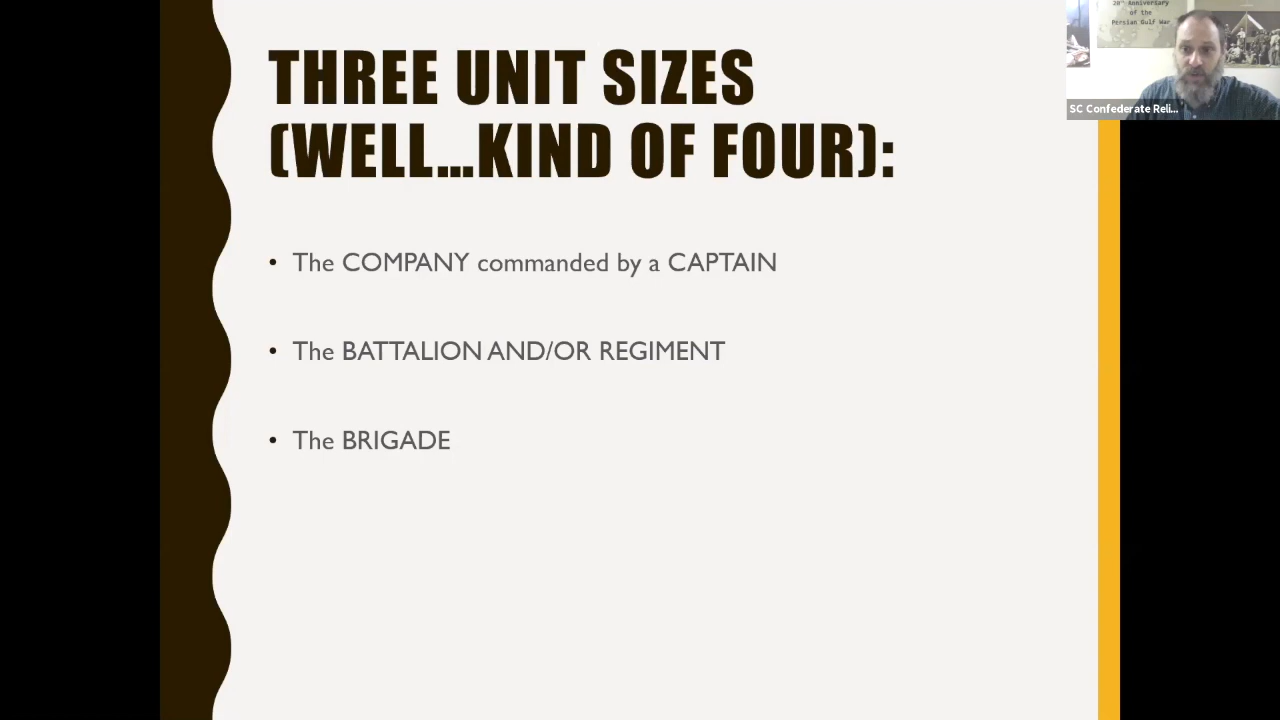 THREE UNIT SIZES
(WELL...KIND OF FOUR):
• The COMPANY commanded by a CAPTAIN
• The BATTALION AND/OR REGIMENT
• The BRIGADE
20th Anniversary
of the
Persian Gulf War
SC Confederate Reli...